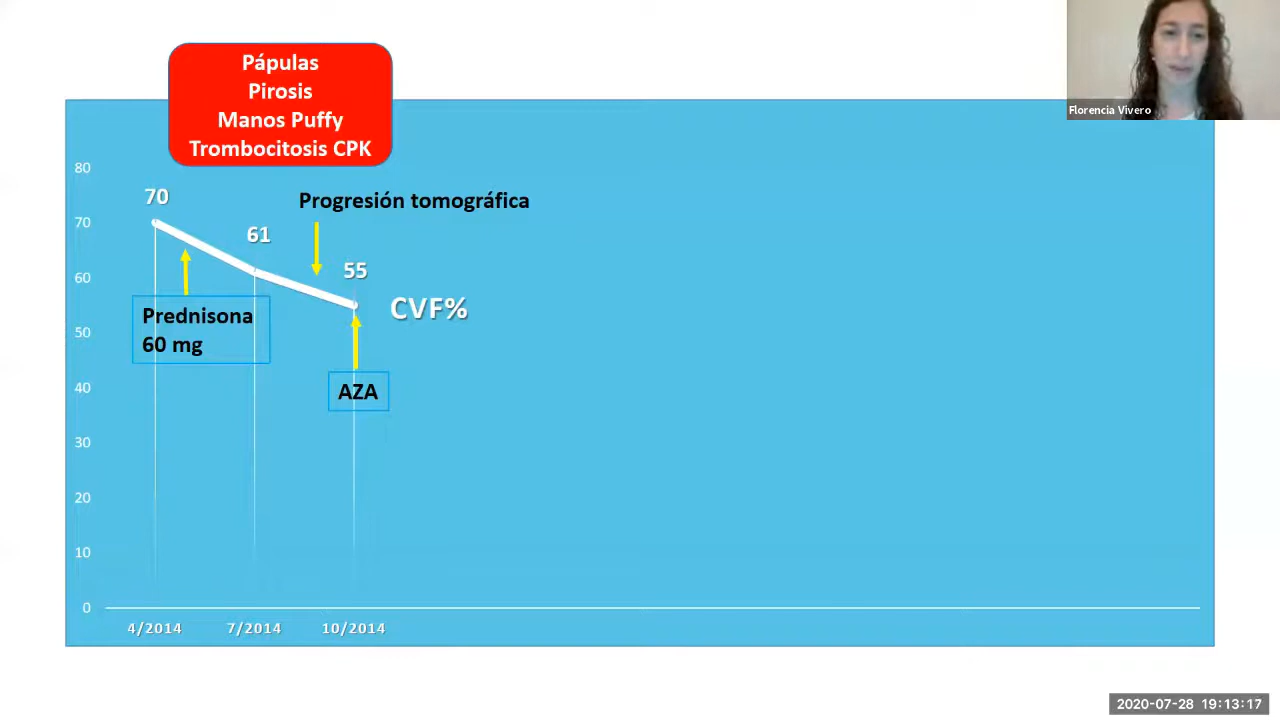 Pápulas
Pirosis
Manos Puffy
Trombocitosis CPK
Florencia Vivero
80
70
60
50
40
30
20
10
0
70
61
55
Progresión tomográfica
CVF%
Prednisona
60 mg
AZA
4/2014 7/2014 10/2014
2020-07-28 19:13:17